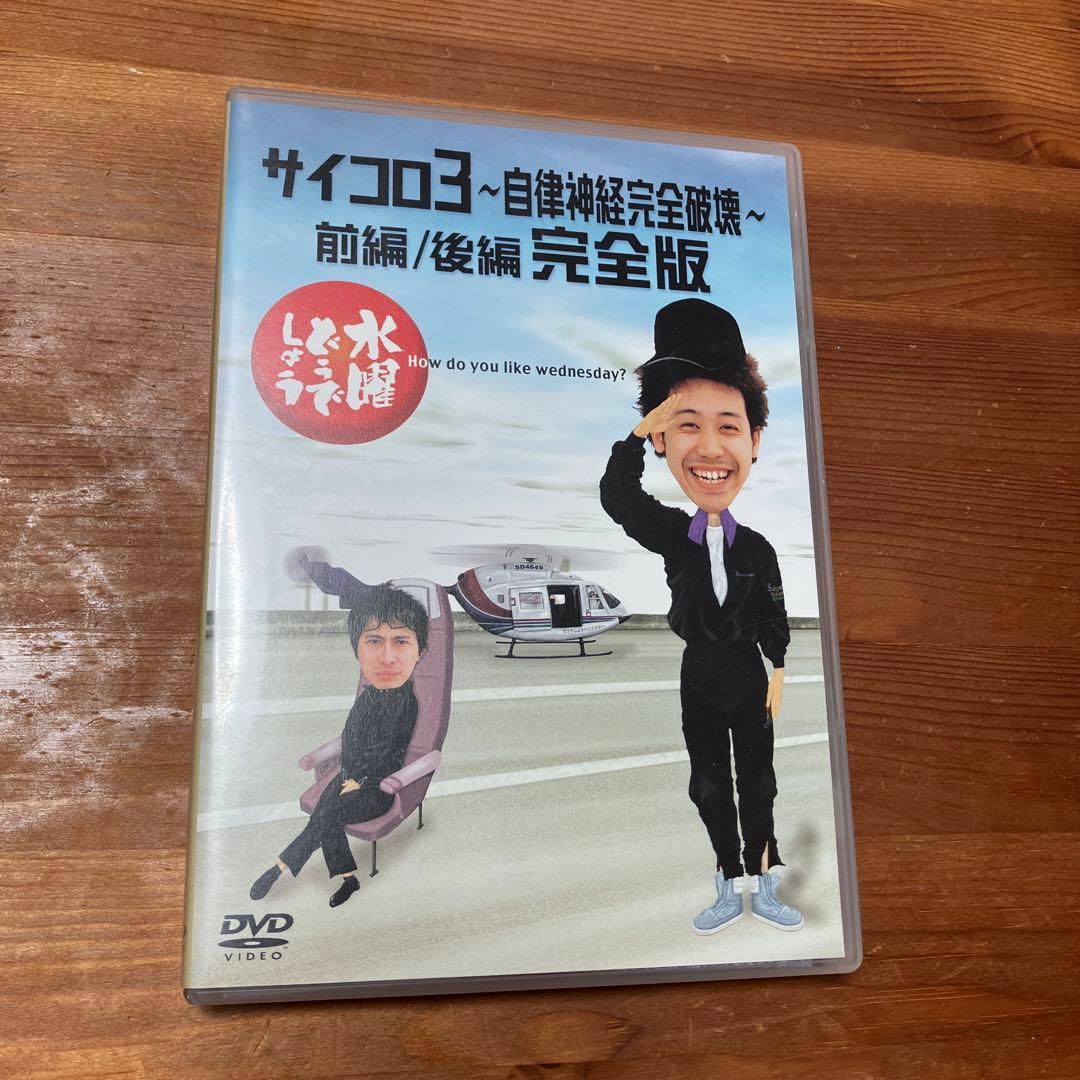 サイコロ3~自律神経完全破壊~
前編/後編 完全版
水曜
どうで
しょう
How do you like wednesday?
SD4649
DVD
VIDEO